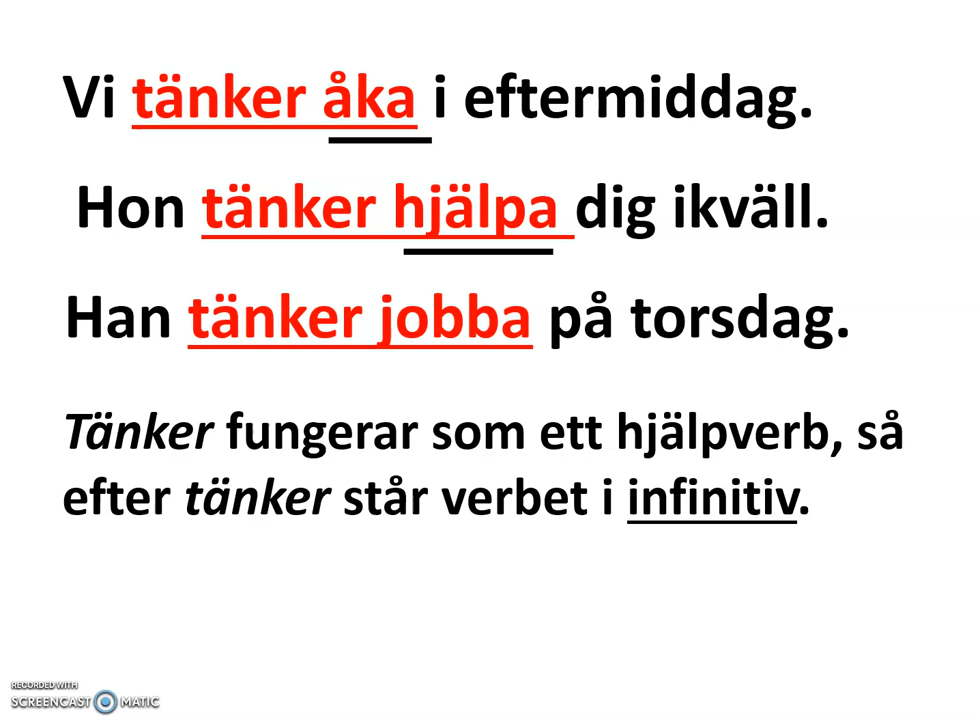 Vi tänker åka i eftermiddag.
Hon tänker hjälpa dig ikväll.
Han tänker jobba på torsdag.
Tänker fungerar som ett hjälpverb, så
efter tänker står verbet i infinitiv.
RECORDED WITH
SCREENCAST MATIC